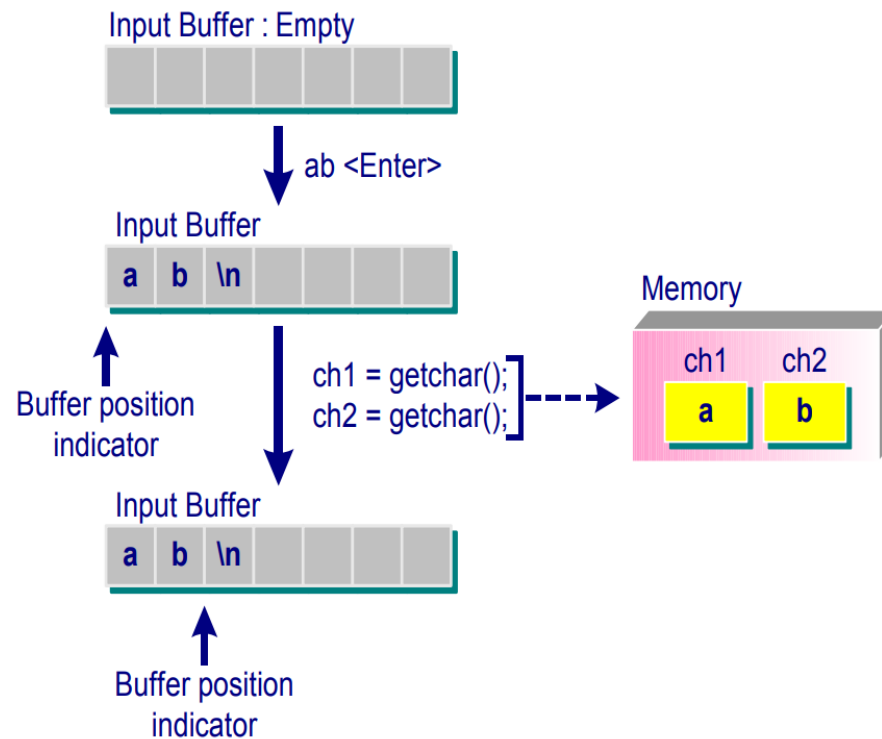 Input Buffer : Empty
ab <Enter>
Input Buffer
a b \n
Buffer position
indicator
ch1 = getchar();
ch2 = getchar();
Memory
ch1 ch2
a b
Input Buffer
a b \n
Buffer position
indicator